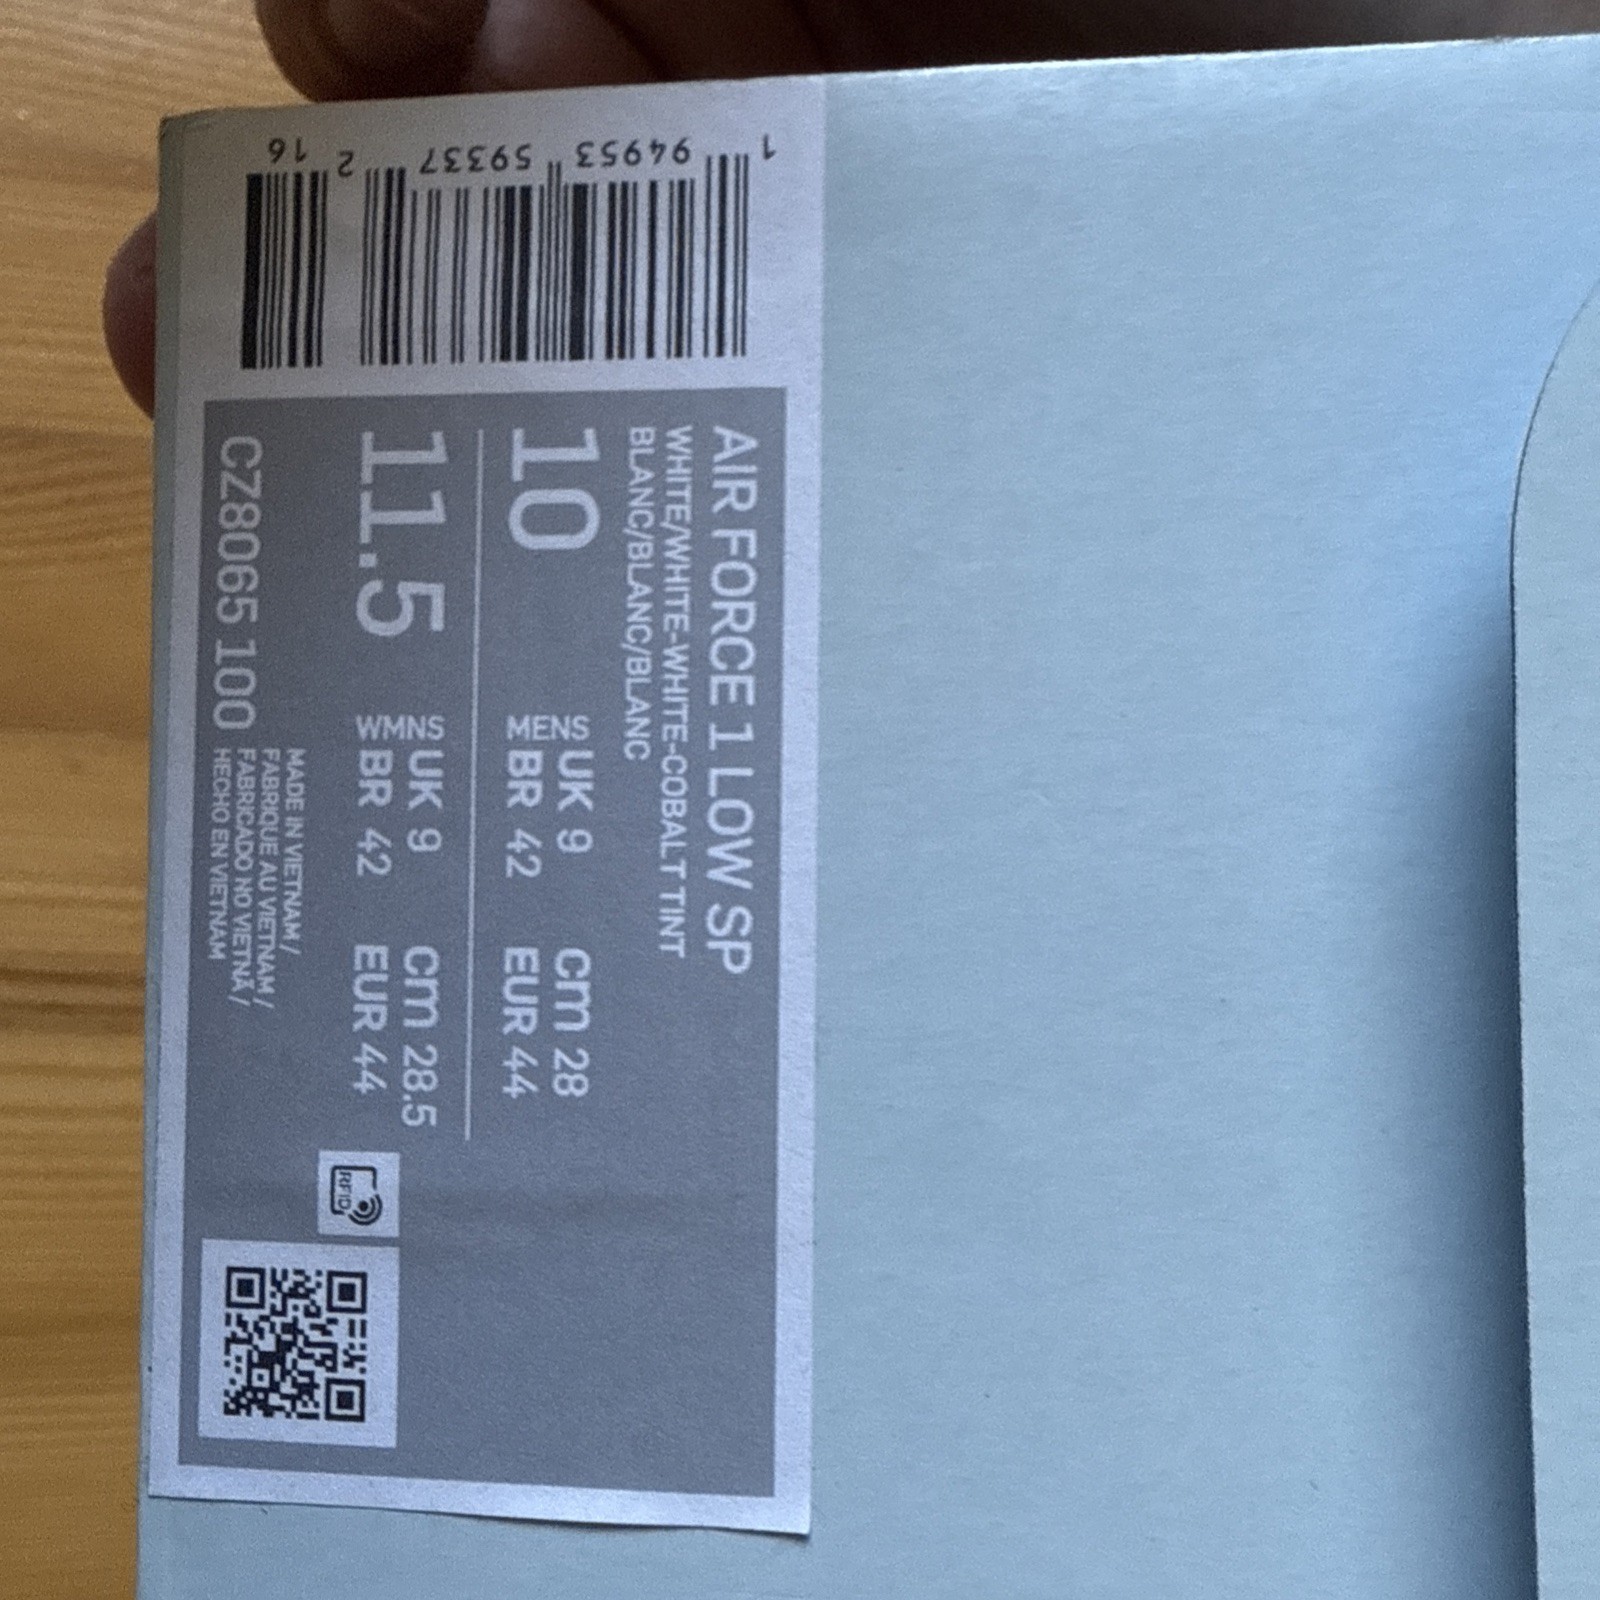 AIR FORCE 1 LOW SP
WHITE/WHITE-WHITE-COBALT TINT
BLANC/BLANC/BLANC/BLANC
10 MENS UK 9 cm 28
BR 42 EUR 44
11.5 WMNS UK 9 cm 28.5
BR 42 EUR 44
CZ8065 100
MADE IN VIETNAM /
FABRIQUE AU VIETNAM /
FABRICADO NO VIETNÃ /
HECHO EN VIETNAM
RFID
1 94953 59337 2 16